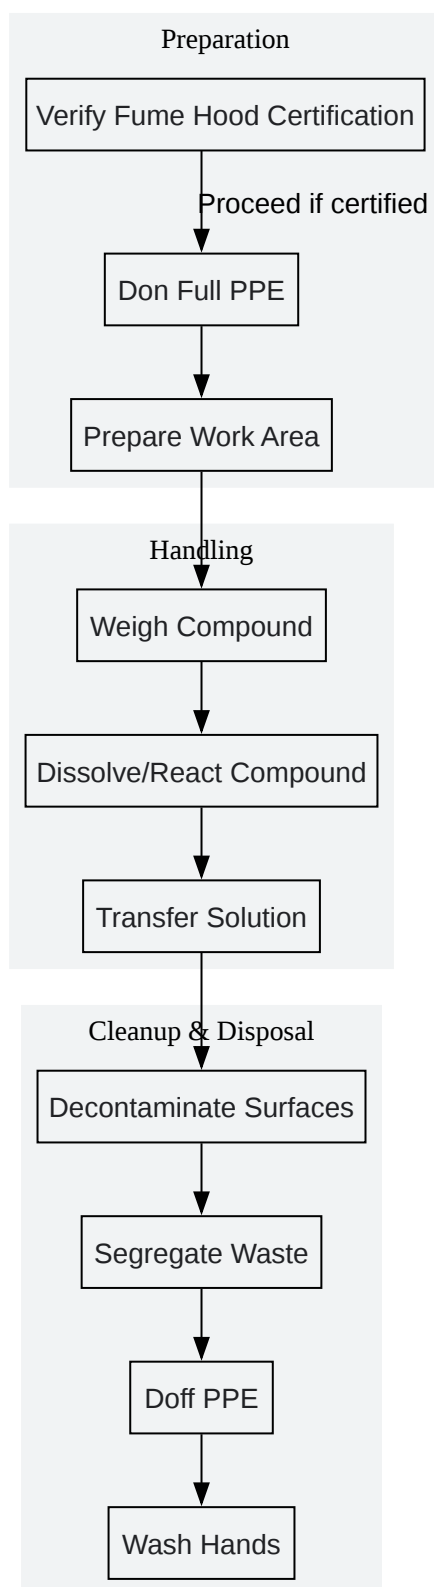 Preparation
Verify Fume Hood Certification
Proceed if certified
Don Full PPE
Prepare Work Area
Handling
Weigh Compound
Dissolve/React Compound
Transfer Solution
Cleanup & Disposal
Decontaminate Surfaces
Segregate Waste
Doff PPE
Wash Hands